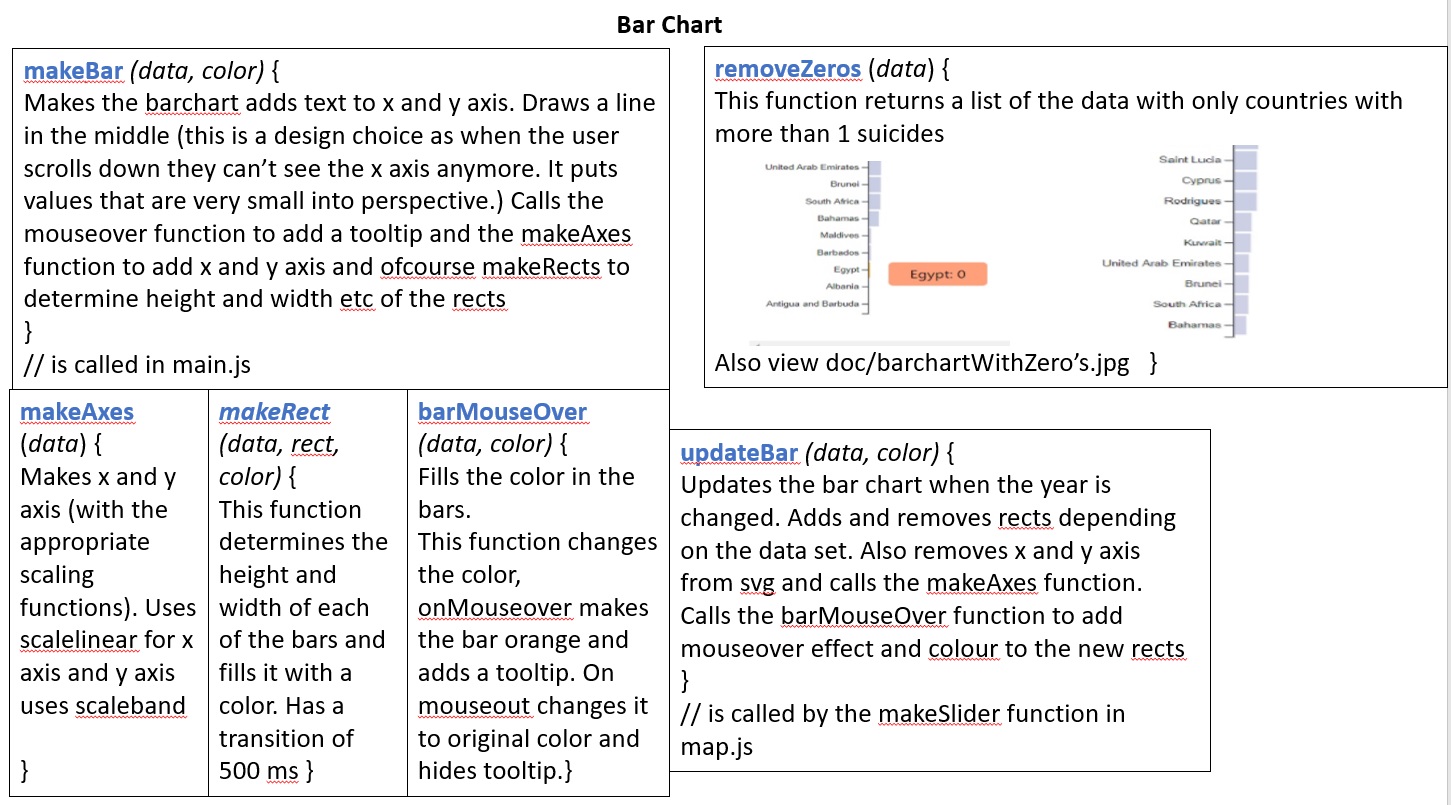 Bar Chart
makeBar (data, color) {
Makes the barchart adds text to x and y axis. Draws a line
in the middle (this is a design choice as when the user
scrolls down they can’t see the x axis anymore. It puts
values that are very small into perspective.) Calls the
mouseover function to add a tooltip and the makeAxes
function to add x and y axis and ofcourse makeRects to
determine height and width etc of the rects
}
// is called in main.js
removeZeros (data) {
This function returns a list of the data with only countries with
more than 1 suicides
United Arab Emirates
Brunei
South Africa
Bahamas
Maldives
Barbados
Egypt
Albania
Antigua and Barbuda
Egypt: 0
Saint Lucia
Cyprus
Rodrigues
Qatar
Kuwait
United Arab Emirates
Brunei
South Africa
Bahamas
Also view doc/barchartWithZero’s.jpg }
makeAxes
(data) {
Makes x and y
axis (with the
appropriate
scaling
functions). Uses
scalelinear for x
axis and y axis
uses scaleband
}
makeRect
(data, rect,
color) {
This function
determines the
height and
width of each
of the bars and
fills it with a
color. Has a
transition of
500 ms }
barMouseOver
(data, color) {
Fills the color in the
bars.
This function changes
the color,
onMouseover makes
the bar orange and
adds a tooltip. On
mouseout changes it
to original color and
hides tooltip.}
updateBar (data, color) {
Updates the bar chart when the year is
changed. Adds and removes rects depending
on the data set. Also removes x and y axis
from svg and calls the makeAxes function.
Calls the barMouseOver function to add
mouseover effect and colour to the new rects
}
// is called by the makeSlider function in
map.js